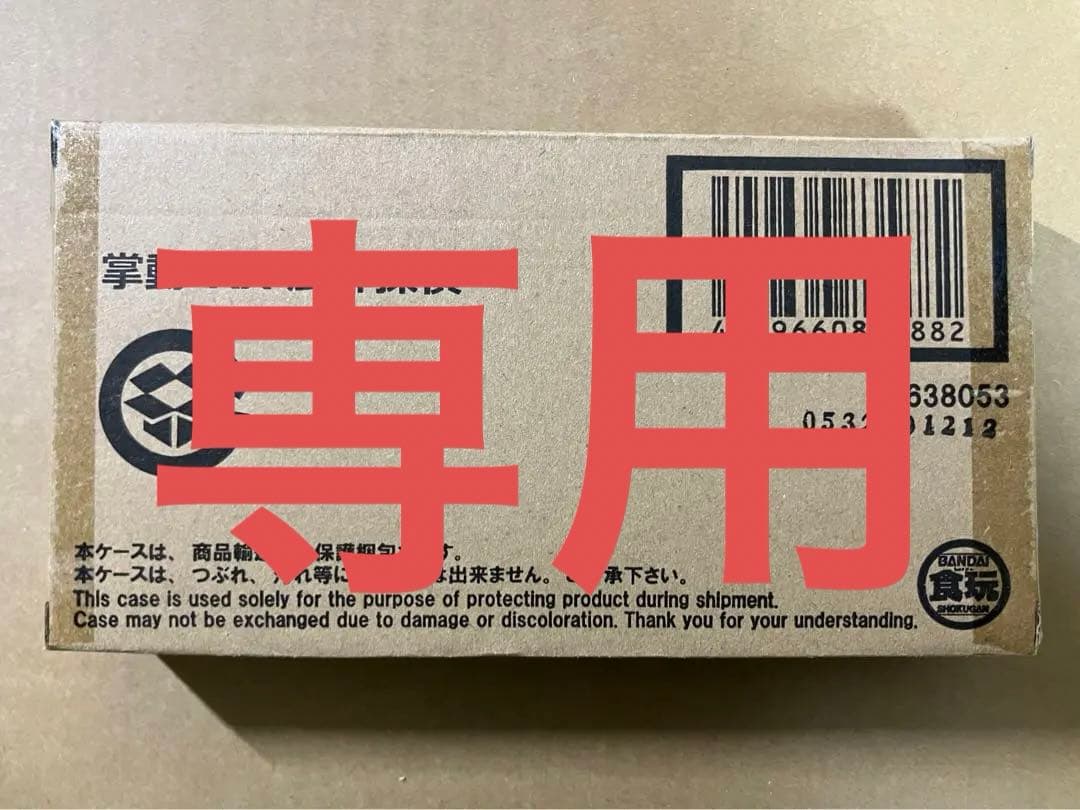 専用
掌動
882
638053
本ケースは、商品輸 保護梱包 す。
本ケースは、つぶれ、 れ等に は出来ません。 承下さい。
This case is used solely for the purpose of protecting product during shipment.
Case may not be exchanged due to damage or discoloration. Thank you for your understanding.
BANDAI
食玩
SHOKUGAN